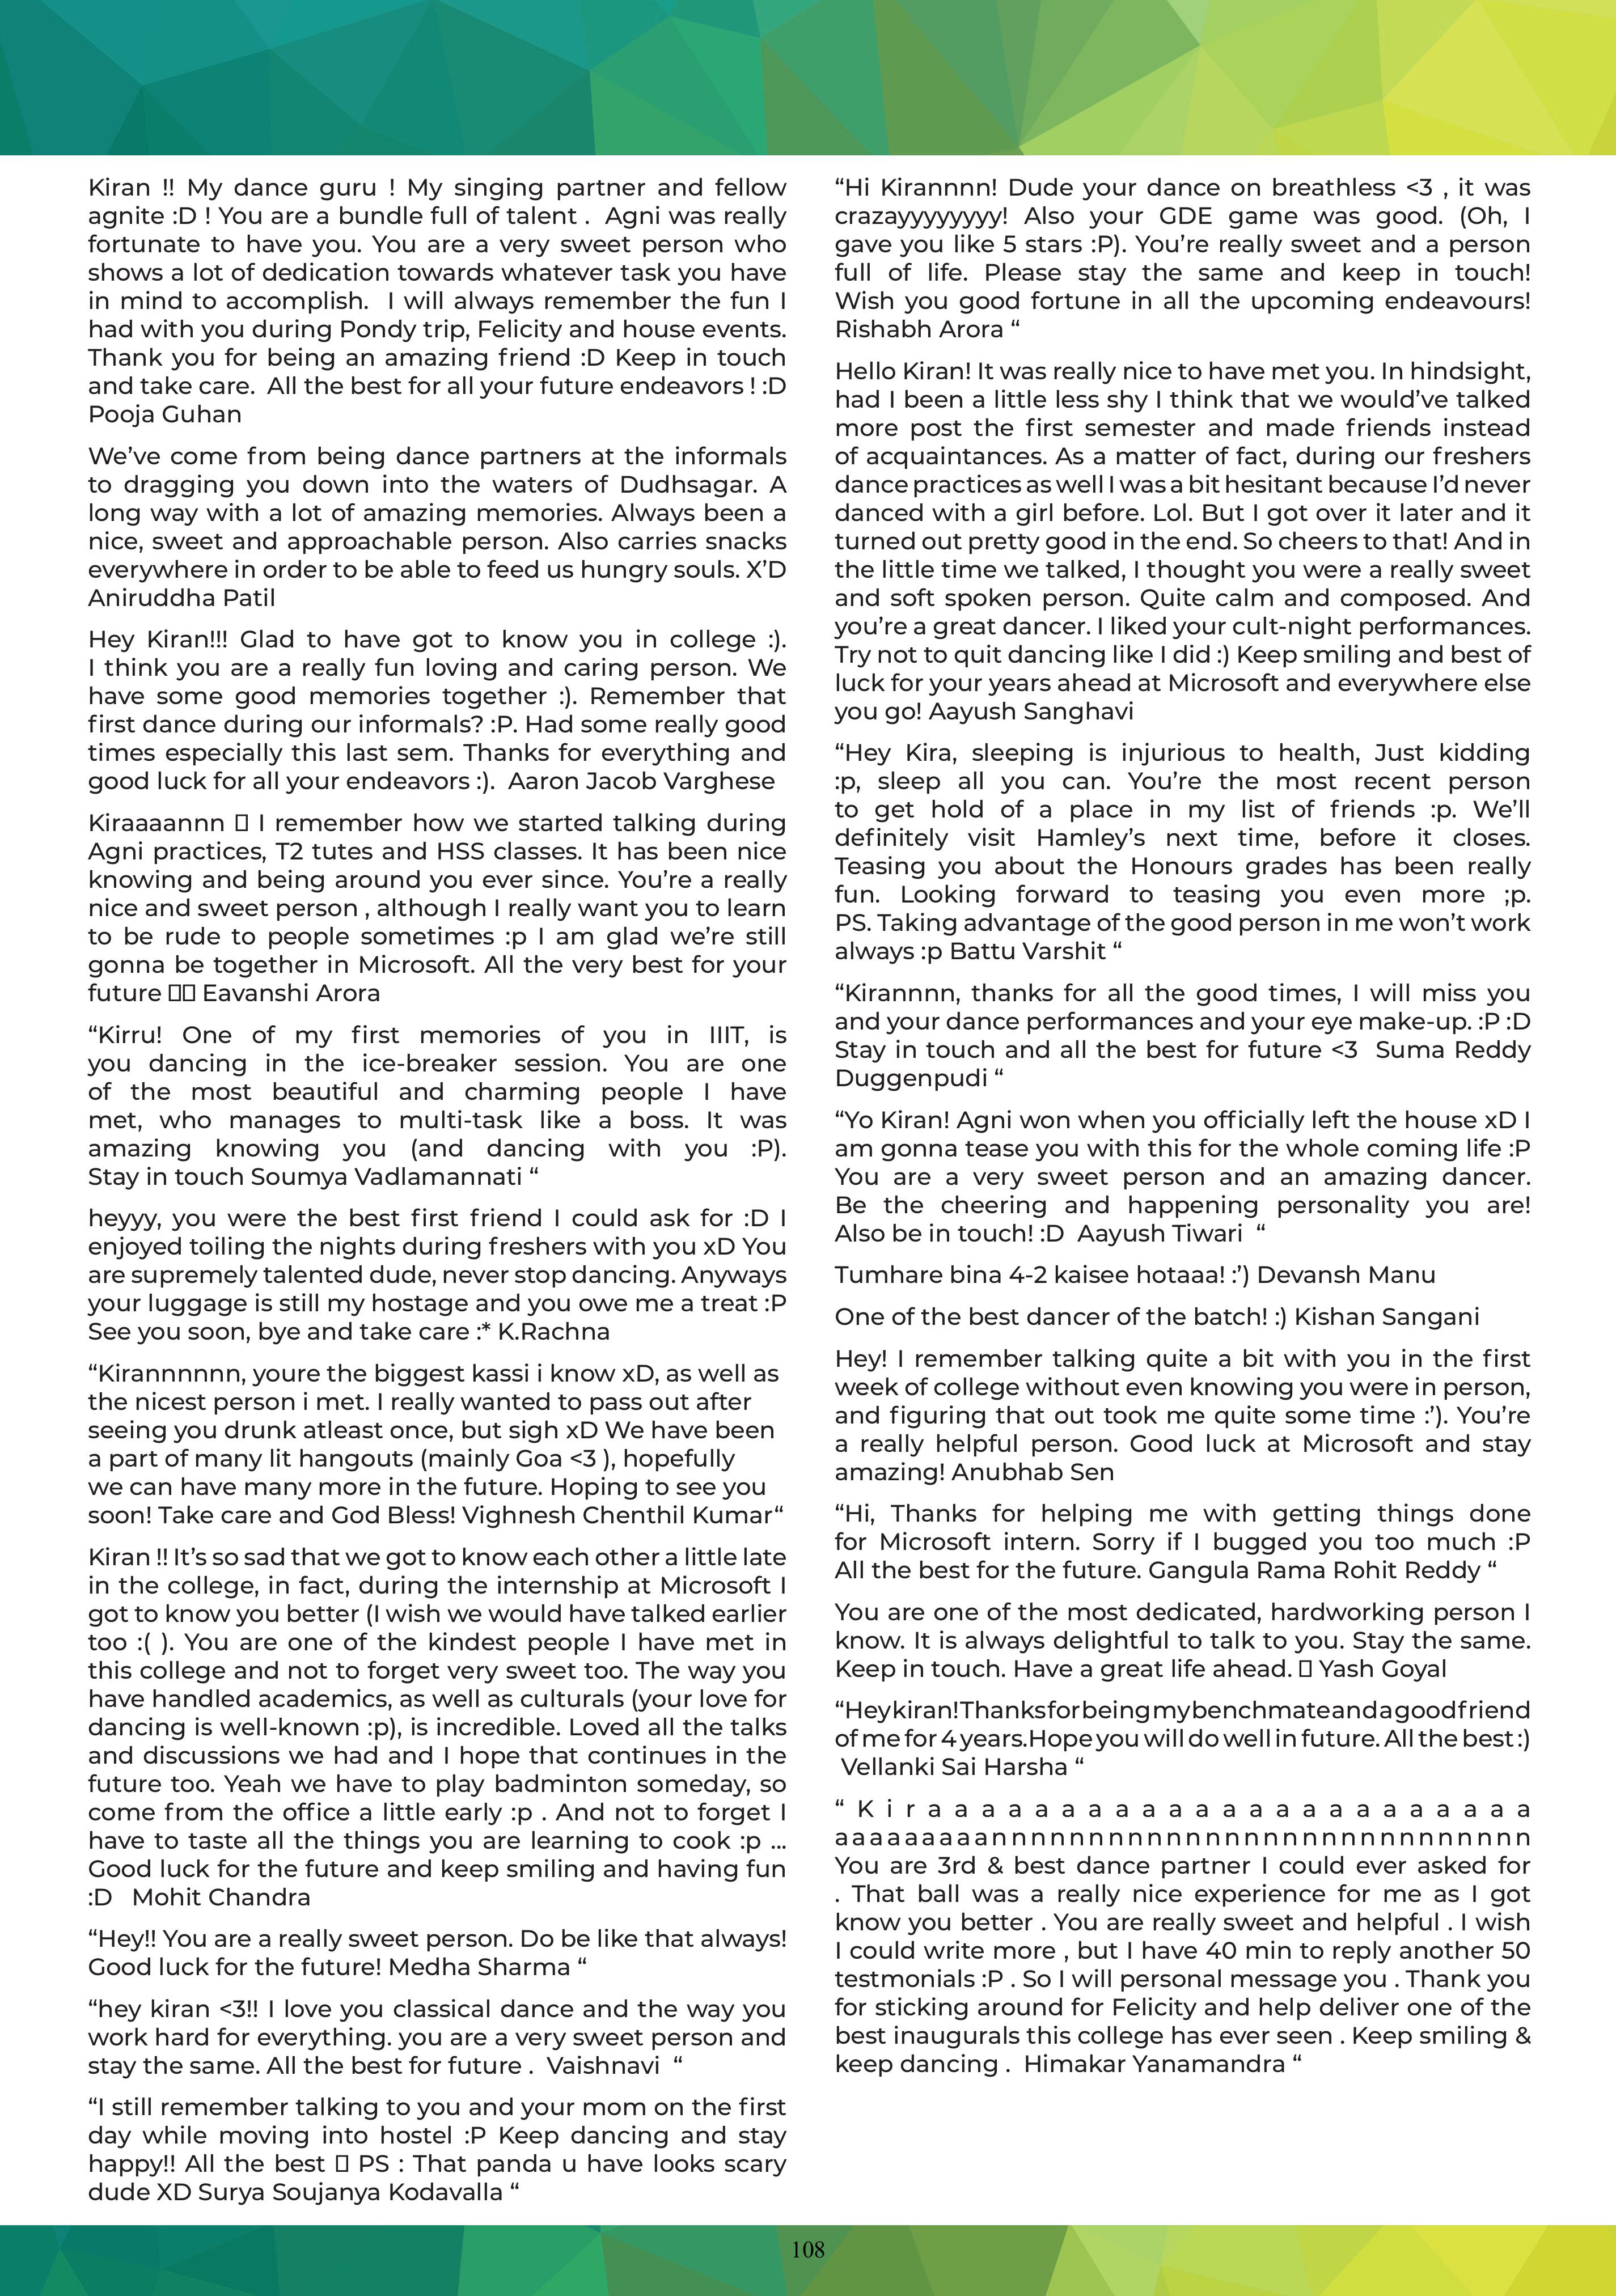 Kiran !! My dance guru ! My singing partner and fellow
agnite :D ! You are a bundle full of talent .  Agni was really
fortunate to have you. You are a very sweet person who
shows a lot of dedication towards whatever task you have
in mind to accomplish.  I will always remember the fun I
had with you during Pondy trip, Felicity and house events.
Thank you for being an amazing friend :D Keep in touch
and take care.  All the best for all your future endeavors ! :D
Pooja Guhan
We’ve come from being dance partners at the informals
to dragging you down into the waters of Dudhsagar. A
long way with a lot of amazing memories. Always been a
nice, sweet and approachable person. Also carries snacks
everywhere in order to be able to feed us hungry souls. X’D
Aniruddha Patil
Hey Kiran!!! Glad to have got to know you in college :).
I think you are a really fun loving and caring person. We
have some good memories together :). Remember that
first dance during our informals? :P. Had some really good
times especially this last sem. Thanks for everything and
good luck for all your endeavors :).  Aaron Jacob Varghese
Kiraaaannn ▯ I remember how we started talking during
Agni practices, T2 tutes and HSS classes. It has been nice
knowing and being around you ever since. You’re a really
nice and sweet person , although I really want you to learn
to be rude to people sometimes :p I am glad we’re still
gonna be together in Microsoft. All the very best for your
future ▯▯ Eavanshi Arora
“Kirru! One of my first memories of you in IIIT, is
you dancing in the ice-breaker session. You are one
of the most beautiful and charming people I have
met, who manages to multi-task like a boss. It was
amazing knowing you (and dancing with you :P).
Stay in touch Soumya Vadlamannati “
heyyy, you were the best first friend I could ask for :D I
enjoyed toiling the nights during freshers with you xD You
are supremely talented dude, never stop dancing. Anyways
your luggage is still my hostage and you owe me a treat :P
See you soon, bye and take care :* K.Rachna
“Kirannnnnn, youre the biggest kassi i know xD, as well as
the nicest person i met. I really wanted to pass out after
seeing you drunk atleast once, but sigh xD We have been
a part of many lit hangouts (mainly Goa <3 ), hopefully
we can have many more in the future. Hoping to see you
soon! Take care and God Bless! Vighnesh Chenthil Kumar“
Kiran !! It’s so sad that we got to know each other a little late
in the college, in fact, during the internship at Microsoft I
got to know you better (I wish we would have talked earlier
too :( ). You are one of the kindest people I have met in
this college and not to forget very sweet too. The way you
have handled academics, as well as culturals (your love for
dancing is well-known :p), is incredible. Loved all the talks
and discussions we had and I hope that continues in the
future too. Yeah we have to play badminton someday, so
come from the office a little early :p . And not to forget I
have to taste all the things you are learning to cook :p ...
Good luck for the future and keep smiling and having fun
:D   Mohit Chandra
“Hey!! You are a really sweet person. Do be like that always!
Good luck for the future! Medha Sharma “
“hey kiran <3!! I love you classical dance and the way you
work hard for everything. you are a very sweet person and
stay the same. All the best for future .  Vaishnavi  “
“I still remember talking to you and your mom on the first
day while moving into hostel :P Keep dancing and stay
happy!! All the best ▯ PS : That panda u have looks scary
dude XD Surya Soujanya Kodavalla “
“Hi Kirannnn! Dude your dance on breathless <3 , it was
crazayyyyyyyy! Also your GDE game was good. (Oh, I
gave you like 5 stars :P). You’re really sweet and a person
full of life. Please stay the same and keep in touch!
Wish you good fortune in all the upcoming endeavours!
Rishabh Arora “
Hello Kiran! It was really nice to have met you. In hindsight,
had I been a little less shy I think that we would’ve talked
more post the first semester and made friends instead
of acquaintances. As a matter of fact, during our freshers
dance practices as well I was a bit hesitant because I’d never
danced with a girl before. Lol. But I got over it later and it
turned out pretty good in the end. So cheers to that! And in
the little time we talked, I thought you were a really sweet
and soft spoken person. Quite calm and composed. And
you’re a great dancer. I liked your cult-night performances.
Try not to quit dancing like I did :) Keep smiling and best of
luck for your years ahead at Microsoft and everywhere else
you go! Aayush Sanghavi
“Hey Kira, sleeping is injurious to health, Just kidding
:p, sleep all you can. You’re the most recent person
to get hold of a place in my list of friends :p. We’ll
definitely visit Hamley’s next time, before it closes.
Teasing you about the Honours grades has been really
fun. Looking forward to teasing you even more ;p.
PS. Taking advantage of the good person in me won’t work
always :p Battu Varshit “
“Kirannnn, thanks for all the good times, I will miss you
and your dance performances and your eye make-up. :P :D
Stay in touch and all the best for future <3  Suma Reddy
Duggenpudi “
“Yo Kiran! Agni won when you officially left the house xD I
am gonna tease you with this for the whole coming life :P
You are a very sweet person and an amazing dancer.
Be the cheering and happening personality you are!
Also be in touch! :D  Aayush Tiwari  “
Tumhare bina 4-2 kaisee hotaaa! :’) Devansh Manu
One of the best dancer of the batch! :) Kishan Sangani
Hey! I remember talking quite a bit with you in the first
week of college without even knowing you were in person,
and figuring that out took me quite some time :’). You’re
a really helpful person. Good luck at Microsoft and stay
amazing! Anubhab Sen
“Hi, Thanks for helping me with getting things done
for Microsoft intern. Sorry if I bugged you too much :P
All the best for the future. Gangula Rama Rohit Reddy “
You are one of the most dedicated, hardworking person I
know. It is always delightful to talk to you. Stay the same.
Keep in touch. Have a great life ahead. ▯ Yash Goyal
“Hey kiran! Thanks for being my benchmate and a good friend
of me for 4 years.Hope you will do well in future. All the best :)
Vellanki Sai Harsha “
“ K i r a a a a a a a a a a a a a a a a a a a a a a a
a a a a a a a a a n n n n n n n n n n n n n n n n n n n n n n n n n n n n
You are 3rd & best dance partner I could ever asked for
. That ball was a really nice experience for me as I got
know you better . You are really sweet and helpful . I wish
I could write more , but I have 40 min to reply another 50
testmonials :P . So I will personal message you . Thank you
for sticking around for Felicity and help deliver one of the
best inaugurals this college has ever seen . Keep smiling &
keep dancing .  Himakar Yanamandra “
108